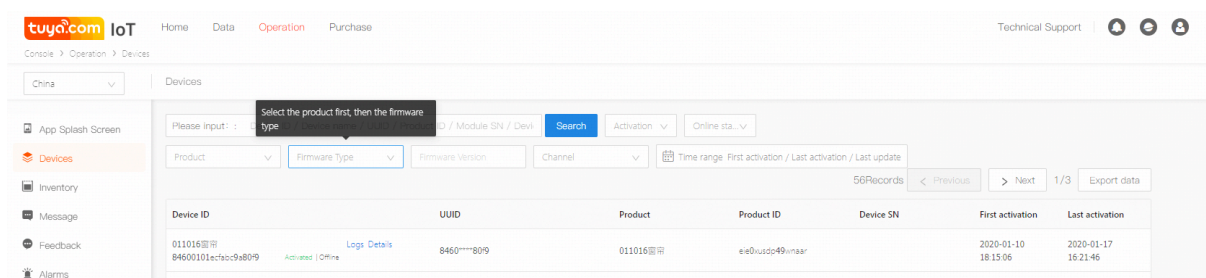 tuya.com IoT Home Data Operation Purchase Technical Support
Console > Operation > Devices
China Devices
Select the product first, then the firmware
type
App Splash Screen Please input: : / Module SN / Devi Search Activation Online sta...
Devices Product Firmware Type Firmware Version Channel Time range First activation / Last activation / Last update
Inventory 56Records < Previous > Next 1/3 Export data
Message Device ID UUID Product Product ID Device SN First activation Last activation
Feedback 011016窗帘 Logs Details 8460****80f9 011016窗帘 eie0xusdp49wnaar 2020-01-10 2020-01-17
84600101ecfabc9a80f9 Activated | Offline 18:15:06 16:21:46
Alarms